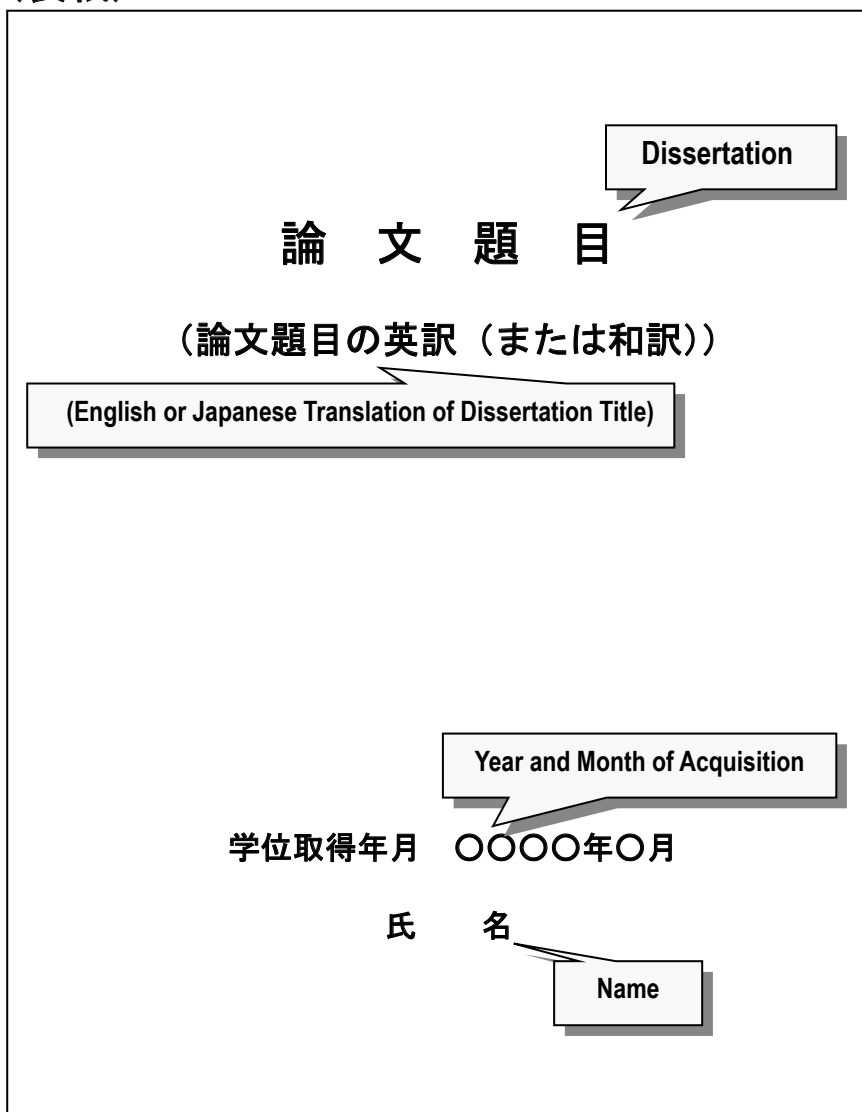 Dissertation
論　文　題　目
（論文題目の英訳（または和訳））
(English or Japanese Translation of Dissertation Title)
Year and Month of Acquisition
学位取得年月　〇〇〇〇年〇月
氏　　名
Name